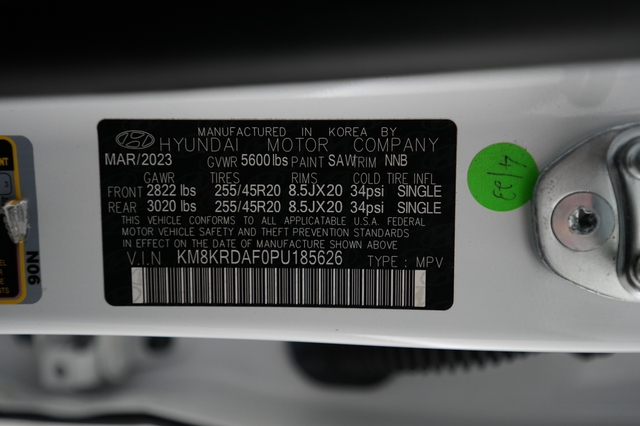 MANUFACTURED IN KOREA BY
HYUNDAI MOTOR COMPANY
MAR/2023 GVWR 5600lbs PAINT SAW TRIM NNB
GAWR TIRES RIMS COLD TIRE INFL
FRONT 2822 lbs 255/45R20 8.5JX20 34psi SINGLE
REAR 3020 lbs 255/45R20 8.5JX20 34psi SINGLE
THIS VEHICLE CONFORMS TO ALL APPLICATABLE U.S.A. FEDERAL
MOTOR VEHICLE SAFETY AND THEFT PREVENTION STANDARDS
IN EFFECT ON THE DATE OF MANUFACTURE SHOWN ABOVE
V.I.N KM8KRDAF0PU185626 TYPE : MPV
N06